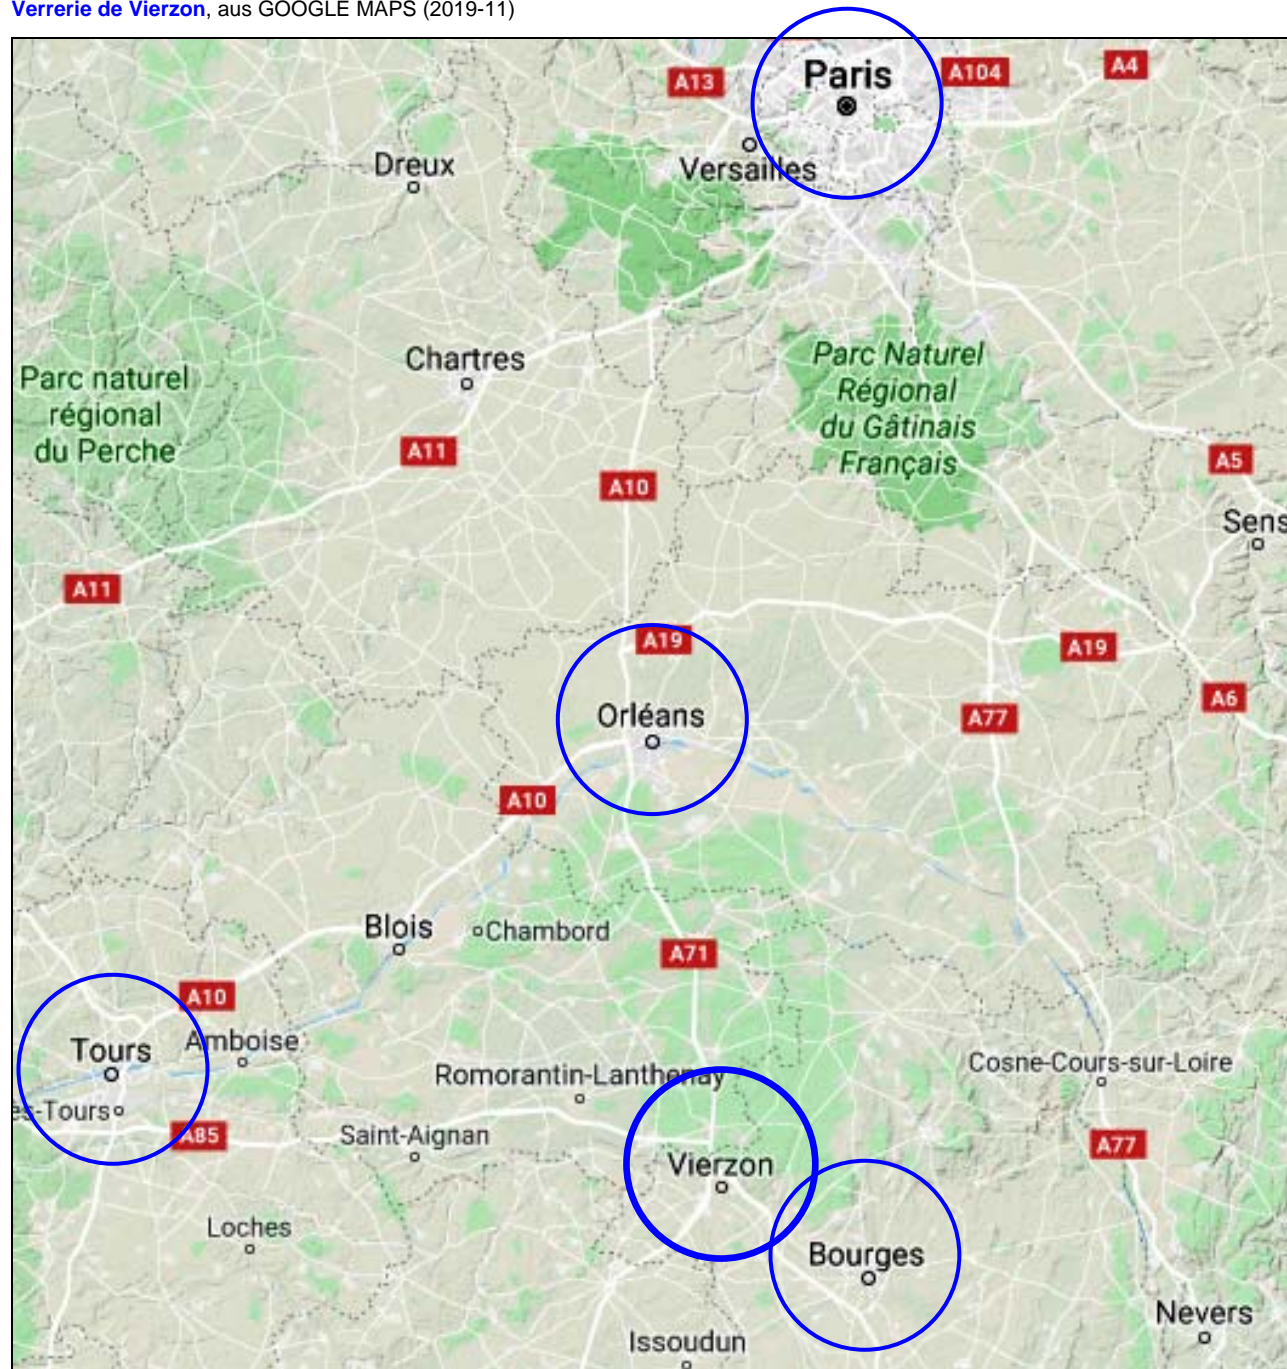 Verrerie de Vierzon, aus GOOGLE MAPS (2019-11)
Paris
A13
A104
A4
Versailles
Dreux
Chartres
Parc naturel
régional
du Perche
Parc Naturel
Régional
du Gâtinais
Français
A11
A10
A5
Sens
A11
A19
A19
Orléans
A77
A6
A10
Blois
Chambord
A71
A10
Tours
Amboise
Romorantin-Lanthenay
Cosne-Cours-sur-Loire
ès-Tours
A85
Saint-Aignan
A77
Vierzon
Loches
Bourges
Nevers
Issoudun